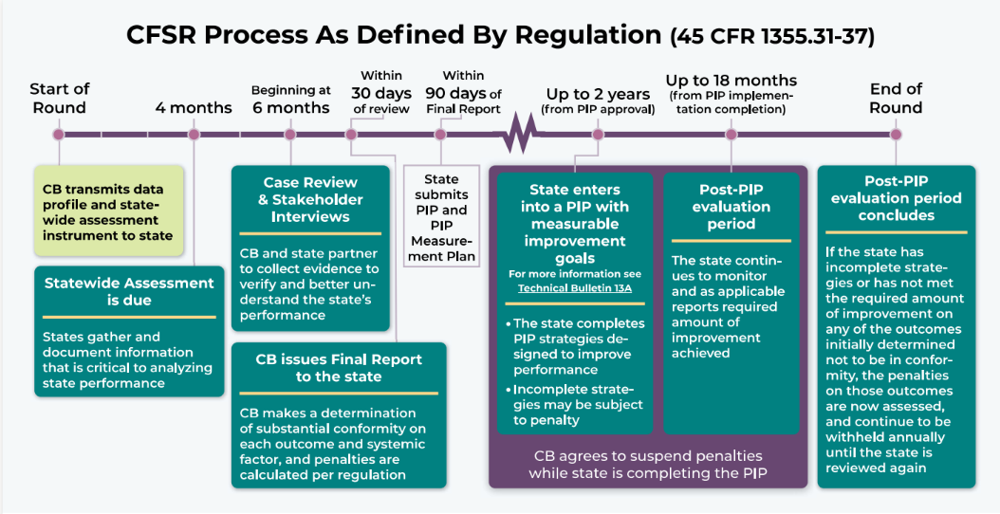 CFSR Process As Defined By Regulation (45 CFR 1355.31-37)
Start of
Round
4 months
Beginning at
6 months
Within
30 days
of review
Within
90 days of
Final Report
Up to 2 years
(from PIP approval)
Up to 18 months
(from PIP implemen-
tation completion)
End of
Round
CB transmits data
profile and state-
wide assessment
instrument to state
Statewide Assessment
is due
States gather and
document information
that is critical to analyzing
state performance
Case Review
& Stakeholder
Interviews
CB and state partner
to collect evidence to
verify and better un-
derstand the state's
performance
CB issues Final Report
to the state
CB makes a determination
of substantial conformity on
each outcome and systemic
factor, and penalties are
calculated per regulation
State
submits
PIP and
PIP
Measure-
ment Plan
State enters
into a PIP with
measurable
improvement
goals
For more information see
Technical Bulletin 13A
• The state completes
PIP strategies de-
signed to improve
performance
• Incomplete strate-
gies may be subject
to penalty
Post-PIP
evaluation
period
The state contin-
ues to monitor
and as applicable
reports required
amount of
improvement
achieved
CB agrees to suspend penalties
while state is completing the PIP
Post-PIP
evaluation period
concludes
If the state has
incomplete strate-
gies or has not met
the required amount
of improvement on
any of the outcomes
initially determined
not to be in confor-
mity, the penalties
on those outcomes
are now assessed,
and continue to be
withheld annually
until the state is
reviewed again